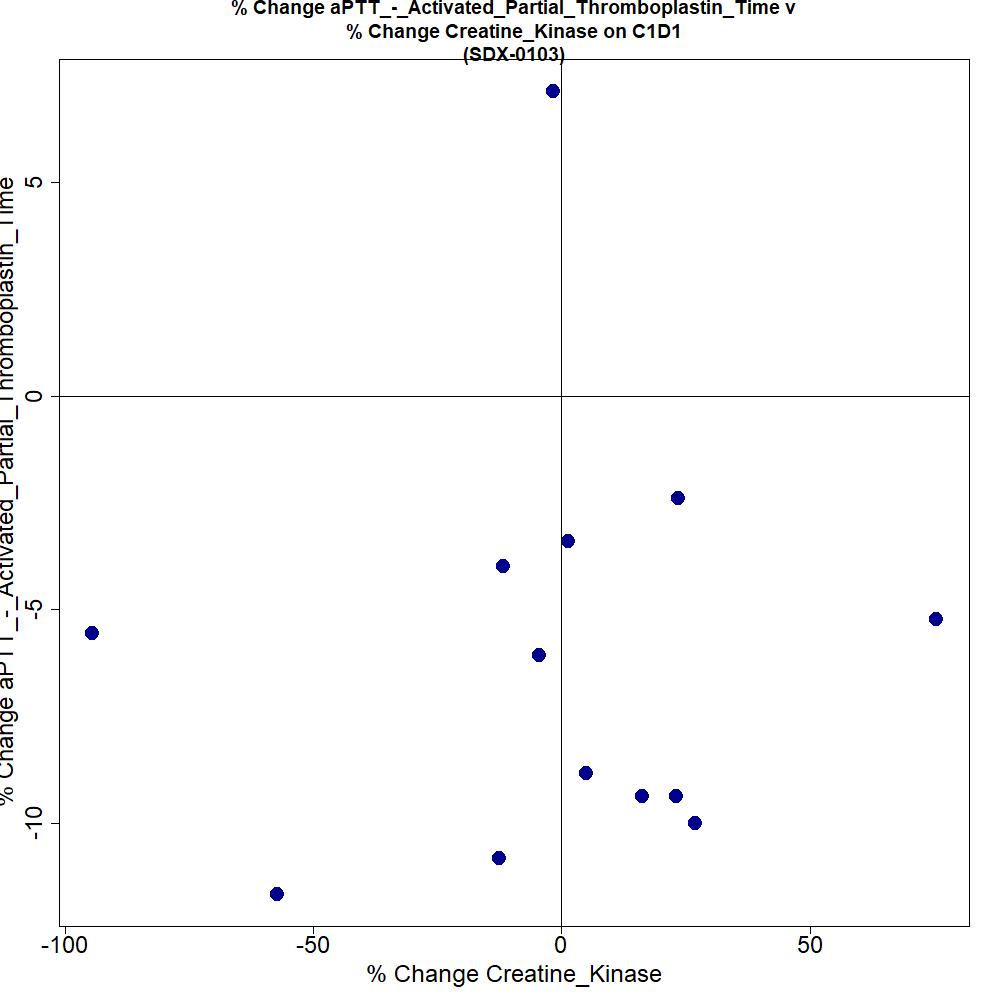 % Change aPTT_-_Activated_Partial_Thromboplastin_Time v
% Change Creatine_Kinase on C1D1
(SDX-0103)
% Change aPTT_-_Activated_Partial_Thromboplastin_Time
5
0
-5
-10
-100
-50
0
50
% Change Creatine_Kinase